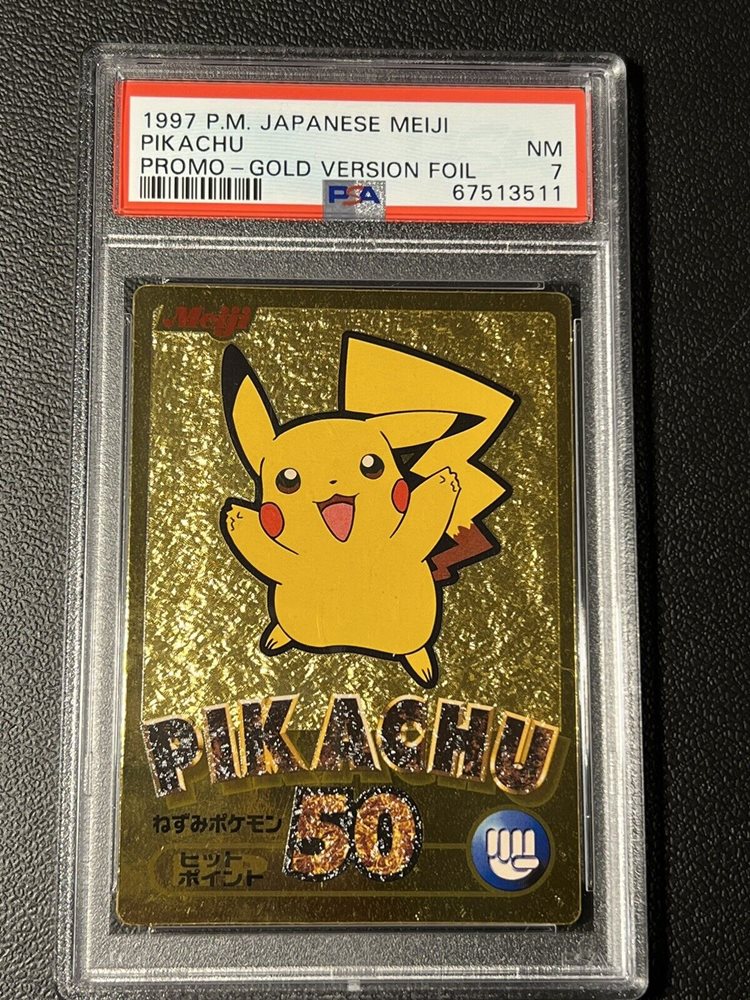 1997 P.M. JAPANESE MEIJI
PIKACHU NM
PROMO-GOLD VERSION FOIL 7
PSA 67513511
Meiji
PIKACHU
ねずみポケモン 50
ヒット
ポイント